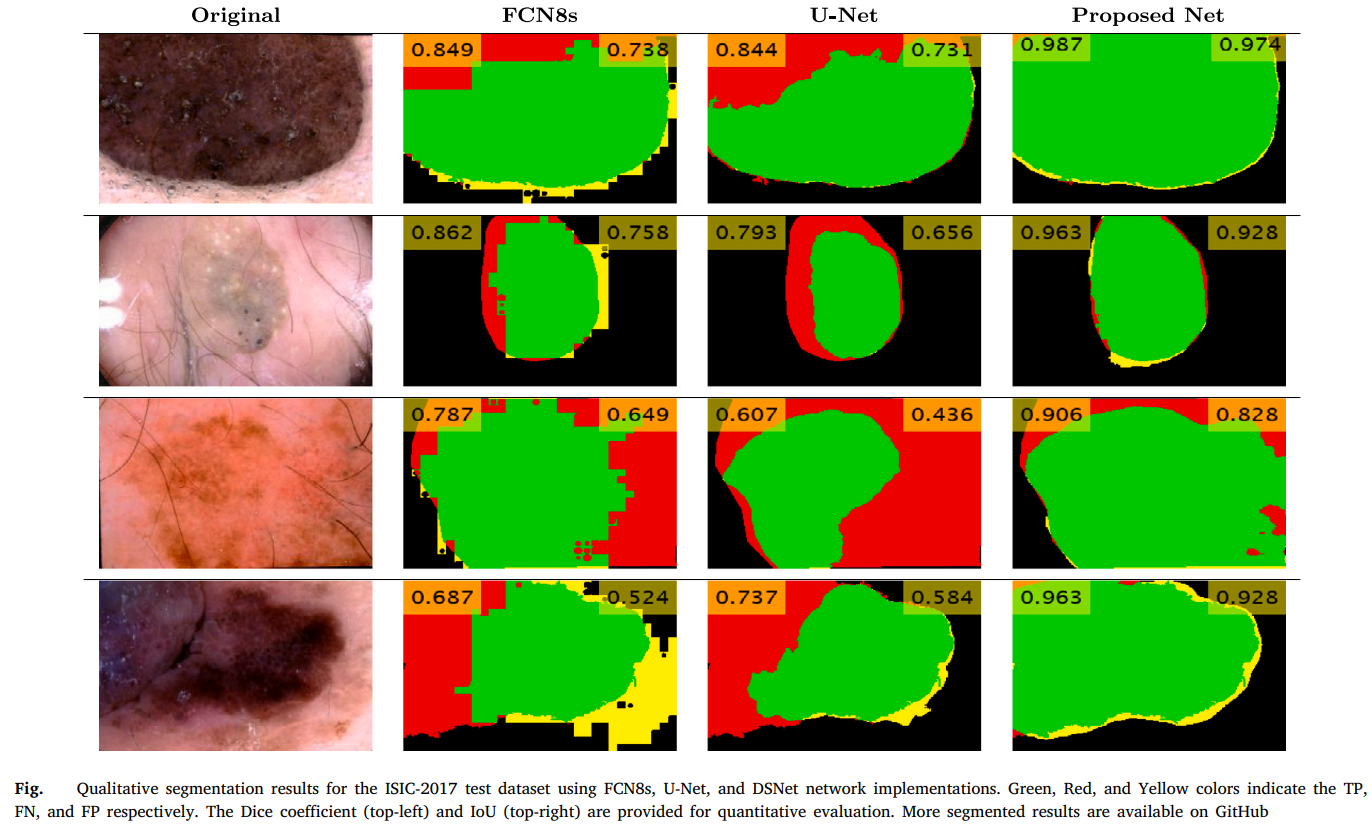 Original FCN8s U-Net Proposed Net
0.849 0.738 0.844 0.731 0.987 0.974
0.862 0.758 0.793 0.656 0.963 0.928
0.787 0.649 0.607 0.436 0.906 0.828
0.687 0.524 0.737 0.584 0.963 0.928
Fig. Qualitative segmentation results for the ISIC-2017 test dataset using FCN8s, U-Net, and DSNet network implementations. Green, Red, and Yellow colors indicate the TP,
FN, and FP respectively. The Dice coefficient (top-left) and IoU (top-right) are provided for quantitative evaluation. More segmented results are available on GitHub